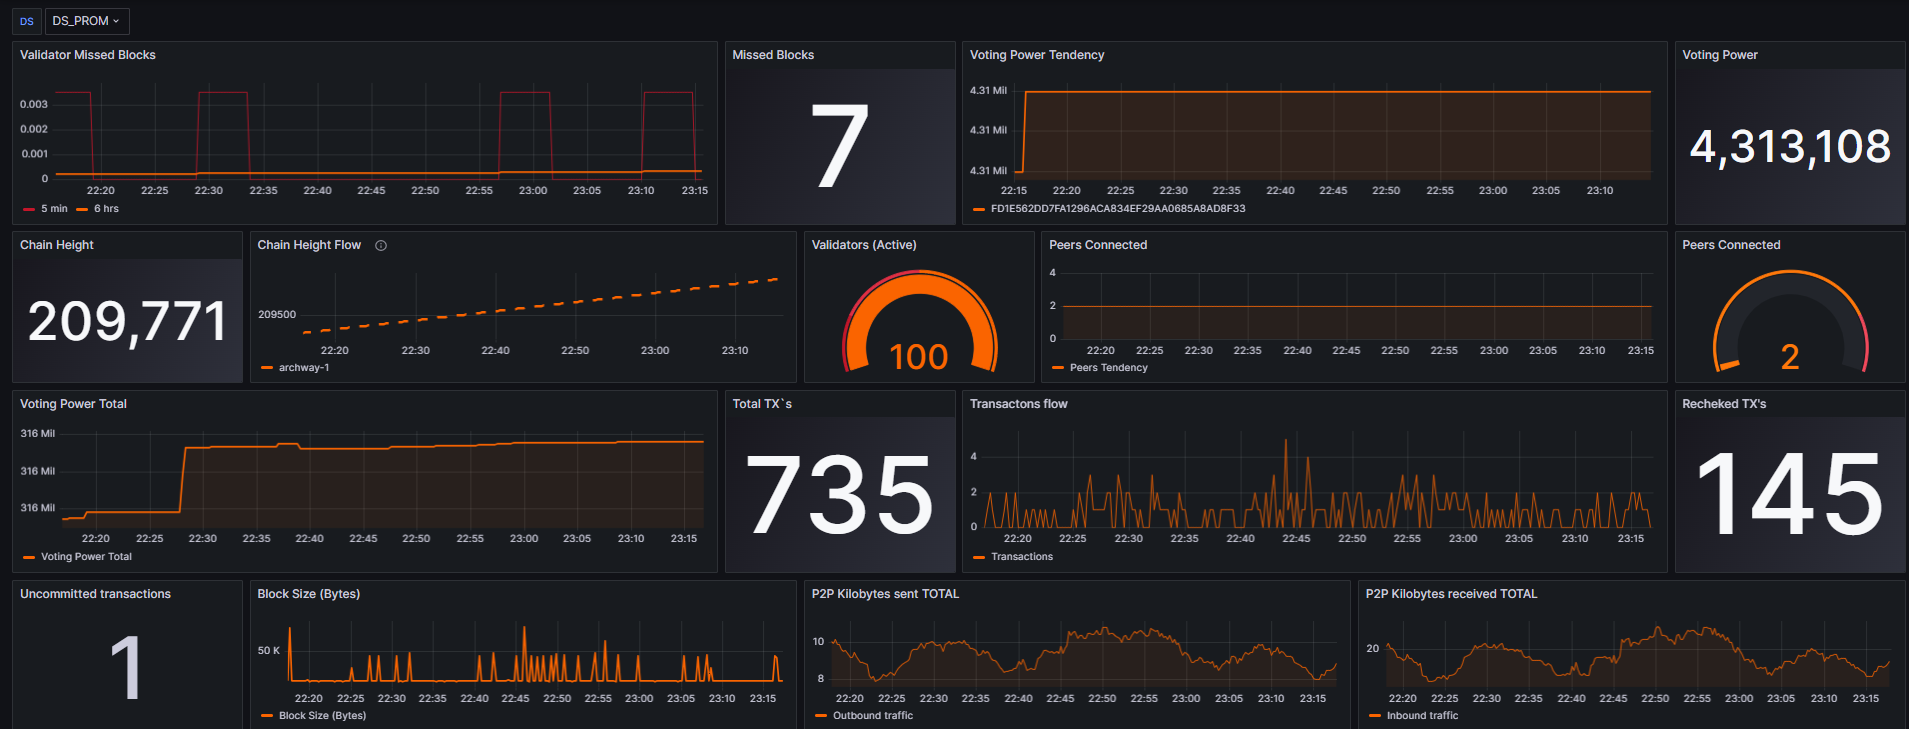 DS DS_PROM
Validator Missed Blocks
0.003
0.002
0.001
0
22:20 22:25 22:30 22:35 22:40 22:45 22:50 22:55 23:00 23:05 23:10 23:15
5 min 6 hrs
Missed Blocks
7
Voting Power Tendency
4.31 Mil
4.31 Mil
4.31 Mil
22:15 22:20 22:25 22:30 22:35 22:40 22:45 22:50 22:55 23:00 23:05 23:10
FD1E562DD7FA1296ACA834EF29AA0685A8AD8F33
Voting Power
4,313,108
Chain Height
209,771
Chain Height Flow
209500
22:20 22:30 22:40 22:50 23:00 23:10
archway-1
Validators (Active)
100
Peers Connected
4
2
0
22:20 22:25 22:30 22:35 22:40 22:45 22:50 22:55 23:00 23:05 23:10 23:15
Peers Tendency
Peers Connected
2
Voting Power Total
316 Mil
316 Mil
316 Mil
22:20 22:25 22:30 22:35 22:40 22:45 22:50 22:55 23:00 23:05 23:10 23:15
Voting Power Total
Total TX`s
735
Transactons flow
4
2
0
22:20 22:25 22:30 22:35 22:40 22:45 22:50 22:55 23:00 23:05 23:10 23:15
Transactions
Recheked TX's
145
Uncommitted transactions
1
Block Size (Bytes)
50 K
22:20 22:25 22:30 22:35 22:40 22:45 22:50 22:55 23:00 23:05 23:10 23:15
Block Size (Bytes)
P2P Kilobytes sent TOTAL
10
8
22:20 22:25 22:30 22:35 22:40 22:45 22:50 22:55 23:00 23:05 23:10 23:15
Outbound traffic
P2P Kilobytes received TOTAL
20
22:20 22:25 22:30 22:35 22:40 22:45 22:50 22:55 23:00 23:05 23:10 23:15
Inbound traffic